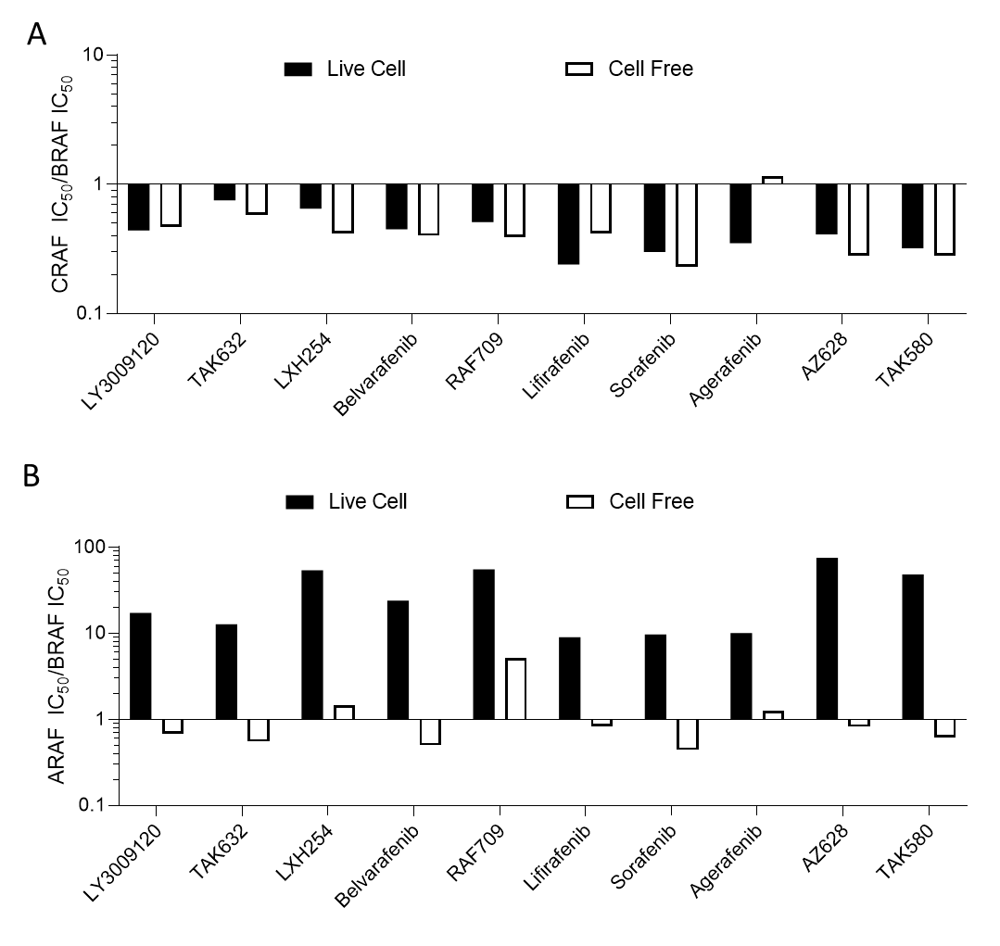 A
CRAF IC50/BRAF IC50
Live Cell
Cell Free
10
1
0.1
LY3009120
TAK632
LXH254
Belvarafenib
RAF709
Lifirafenib
Sorafenib
Agerafenib
AZ628
TAK580
B
ARAF IC50/BRAF IC50
Live Cell
Cell Free
100
10
1
0.1
LY3009120
TAK632
LXH254
Belvarafenib
RAF709
Lifirafenib
Sorafenib
Agerafenib
AZ628
TAK580